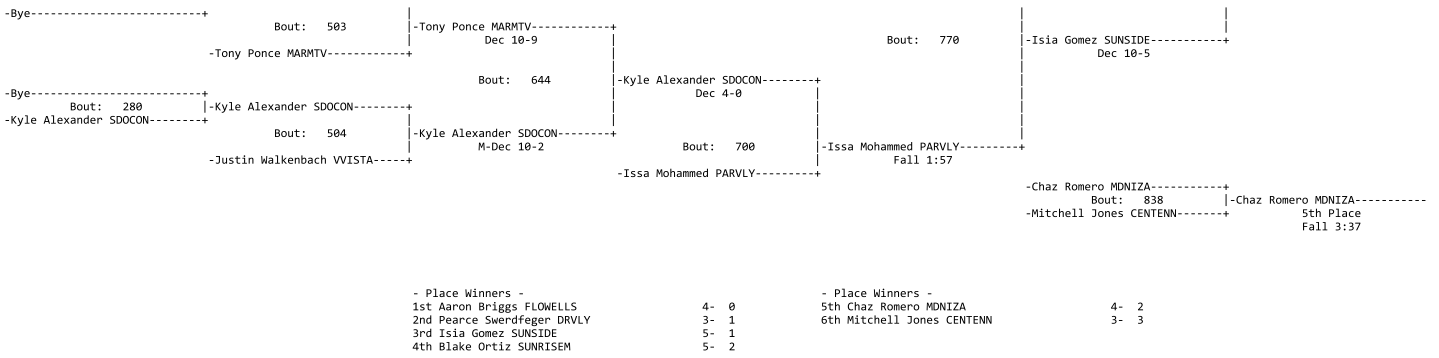 -Bye--------------------------+
Bout: 503 |-Tony Ponce MARMTV------------+
Dec 10-9 Bout: 770 |-Isia Gomez SUNSIDE-----------+
-Tony Ponce MARMTV------------+ Dec 10-5
Bout: 644 |-Kyle Alexander SDOCON--------+
-Bye--------------------------+ Dec 4-0
Bout: 280 |-Kyle Alexander SDOCON--------+
-Kyle Alexander SDOCON--------+
Bout: 504 |-Kyle Alexander SDOCON--------+
M-Dec 10-2 Bout: 700 |-Issa Mohammed PARVLY---------+
-Justin Walkenbach VVISTA-----+ Fall 1:57
-Issa Mohammed PARVLY---------+
-Chaz Romero MDNIZA-----------+
Bout: 838 |-Chaz Romero MDNIZA-----------
-Mitchell Jones CENTENN-------+ 5th Place
Fall 3:37
- Place Winners - - Place Winners -
1st Aaron Briggs FLOWELLS 4- 0 5th Chaz Romero MDNIZA 4- 2
2nd Pearce Swerdfeger DRVLY 3- 1 6th Mitchell Jones CENTENN 3- 3
3rd Isia Gomez SUNSIDE 5- 1
4th Blake Ortiz SUNRISEM 5- 2